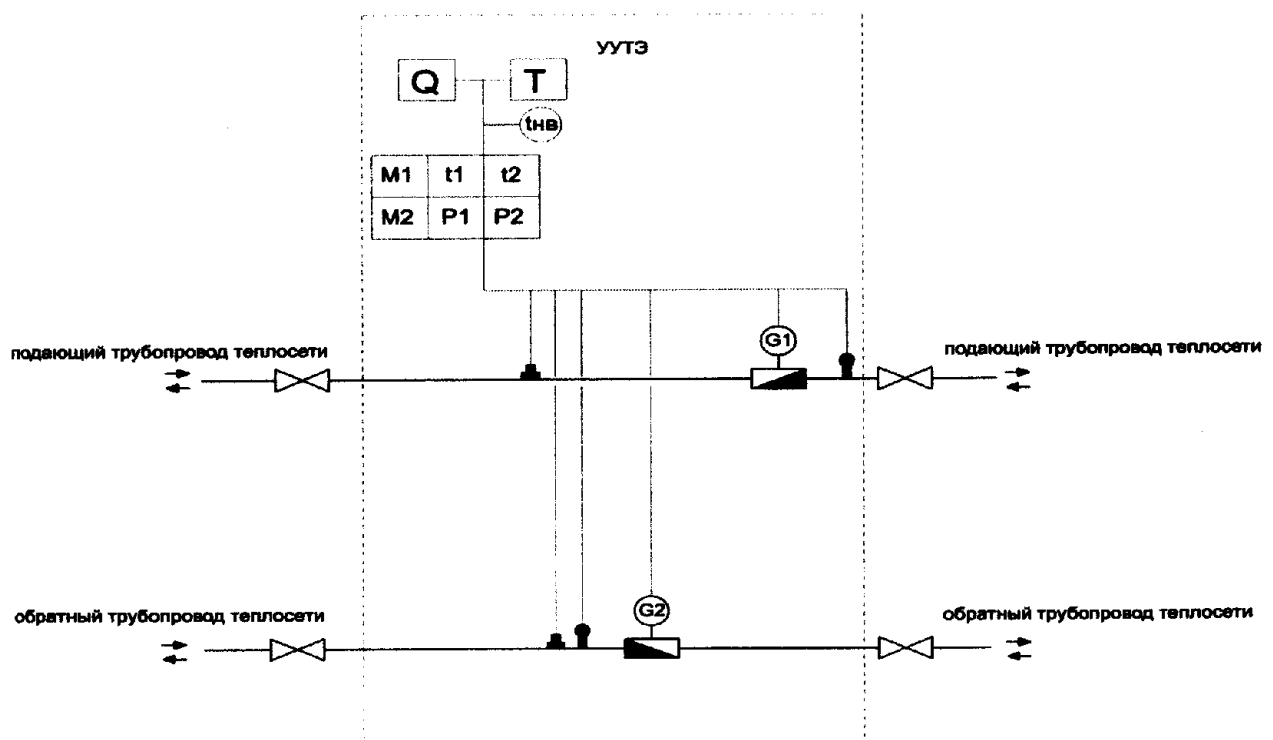 УУТЭ
Q T
tнв
M1 t1 t2
M2 P1 P2
G1
подающий трубопровод теплосети
подающий трубопровод теплосети
G2
обратный трубопровод теплосети
обратный трубопровод теплосети